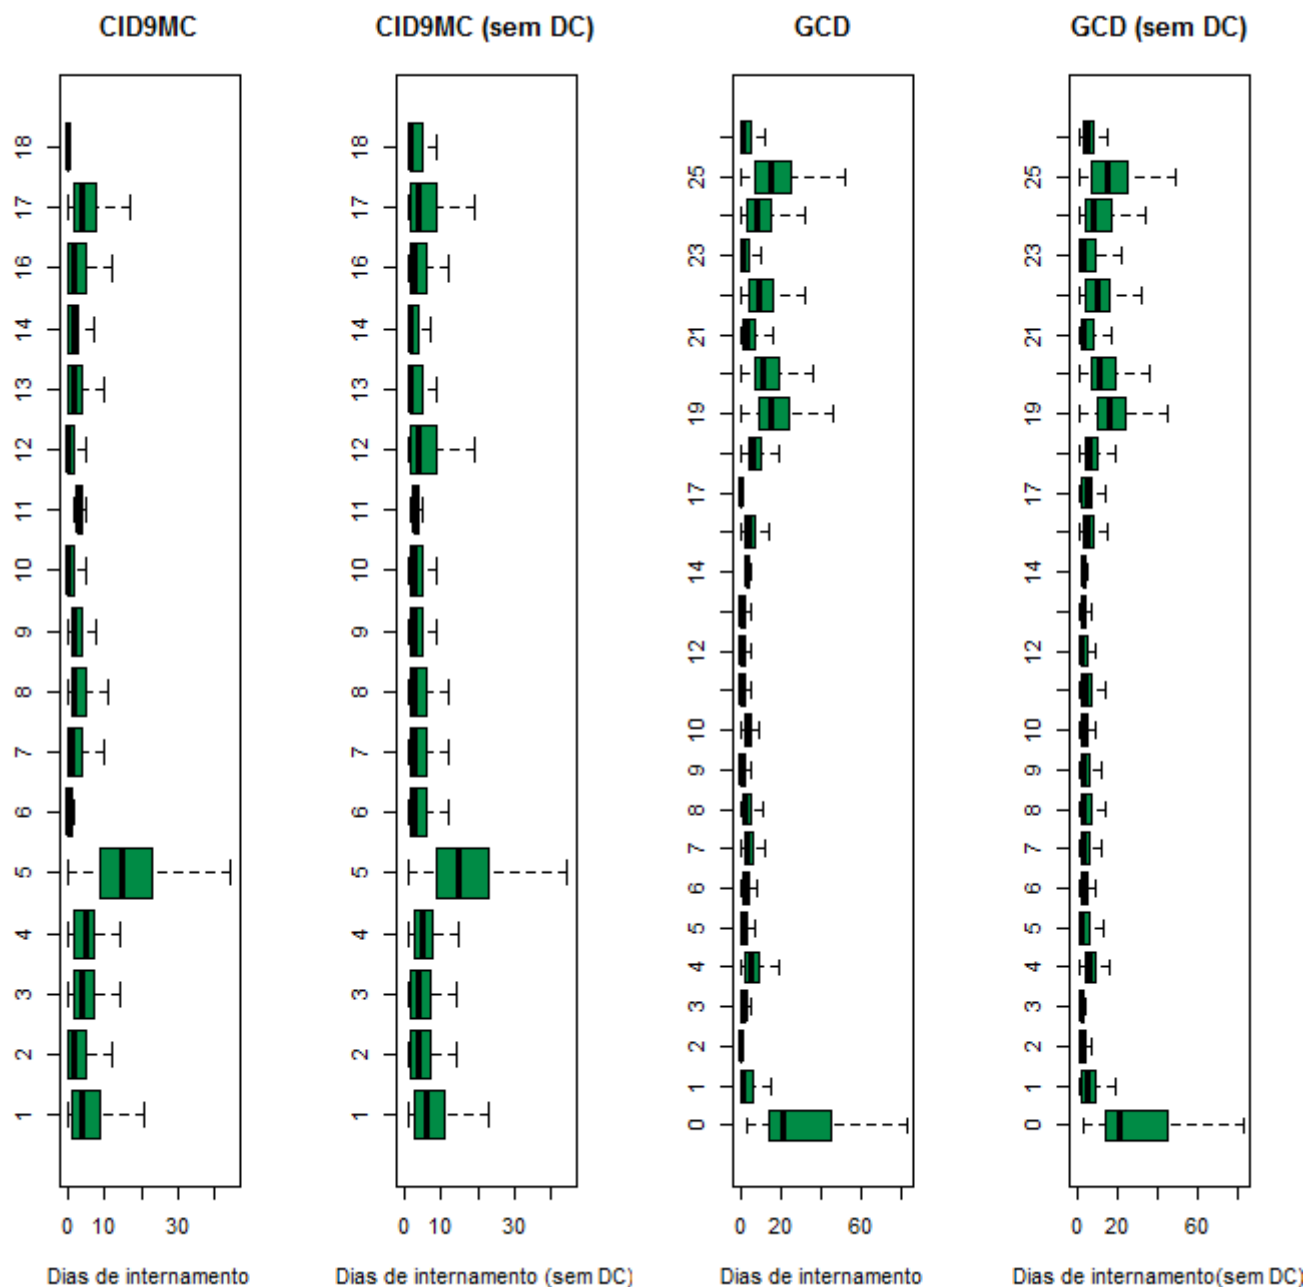 CID9MC CID9MC (sem DC) GCD GCD (sem DC)
18 18
17 17 25 25
16 16 23 23
14 14 21 21
13 13
12 12 19 19
11 11 17 17
10 10 14 14
9 9 12 12
8 8 10 10
7 7 9 9
6 6 8 8
5 5 7 7
4 4 6 6
3 3 5 5
2 2 4 4
1 1 3 3
2 2
1 1
0 0
0 10 30 0 10 30 0 20 60 0 20 60
Dias de internamento Dias de internamento (sem DC) Dias de internamento Dias de internamento(sem DC)